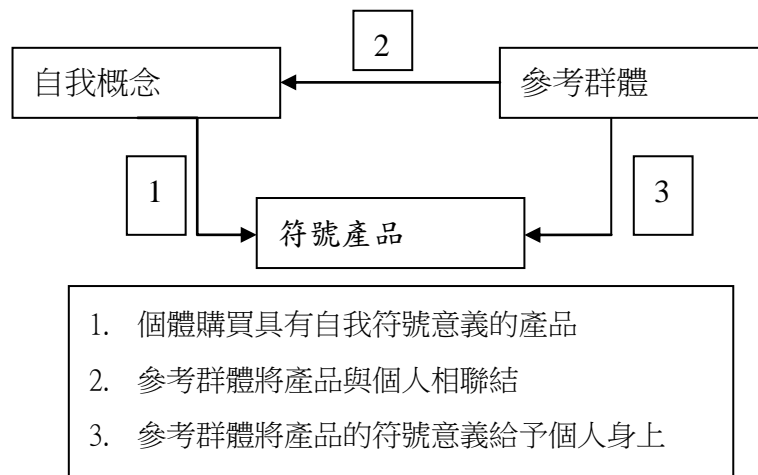 2
自我概念
參考群體
1
3
符號產品
1. 個體購買具有自我符號意義的產品
2. 參考群體將產品與個人相聯結
3. 參考群體將產品的符號意義給予個人身上